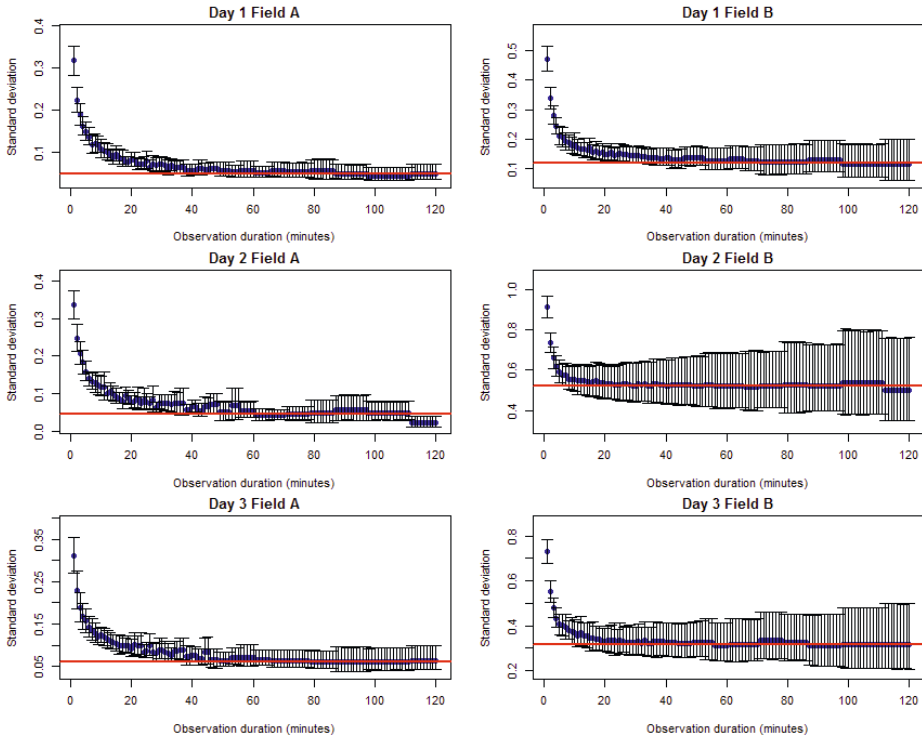 Day 1 Field A
Standard deviation
0.4
0.3
0.2
0.1
0 20 40 60 80 100 120
Observation duration (minutes)
Day 1 Field B
Standard deviation
0.5
0.4
0.3
0.2
0.1
0 20 40 60 80 100 120
Observation duration (minutes)
Day 2 Field A
Standard deviation
0.4
0.3
0.2
0.1
0.0
0 20 40 60 80 100 120
Observation duration (minutes)
Day 2 Field B
Standard deviation
1.0
0.8
0.6
0.4
0 20 40 60 80 100 120
Observation duration (minutes)
Day 3 Field A
Standard deviation
0.35
0.25
0.15
0.05
0 20 40 60 80 100 120
Observation duration (minutes)
Day 3 Field B
Standard deviation
0.8
0.6
0.4
0.2
0 20 40 60 80 100 120
Observation duration (minutes)